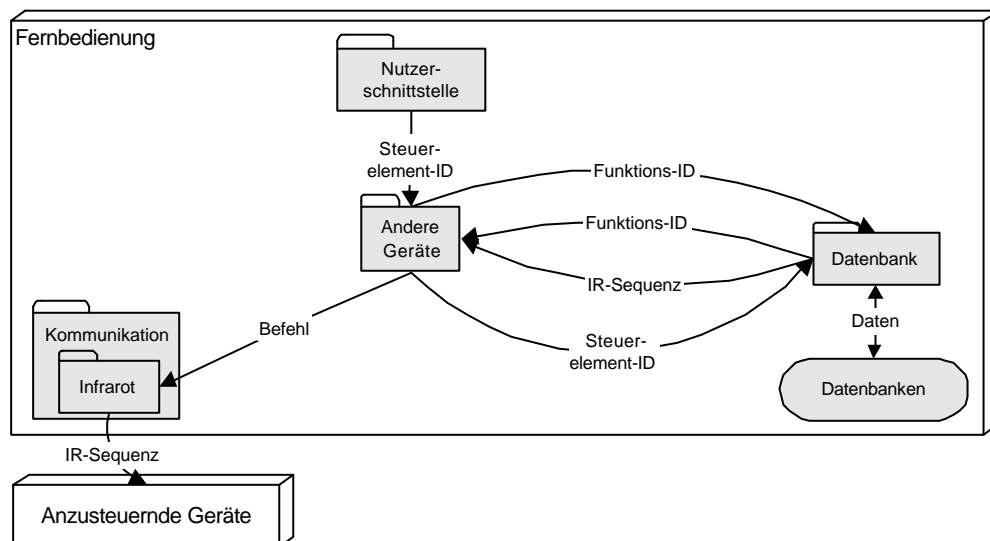 Fernbedienung
Nutzer-
schnittstelle
Steuer-
element-ID
Funktions-ID
Andere
Geräte
Funktions-ID
Datenbank
IR-Sequenz
Kommunikation
Befehl
Steuer-
element-ID
Daten
Infrarot
Datenbanken
IR-Sequenz
Anzusteuernde Geräte